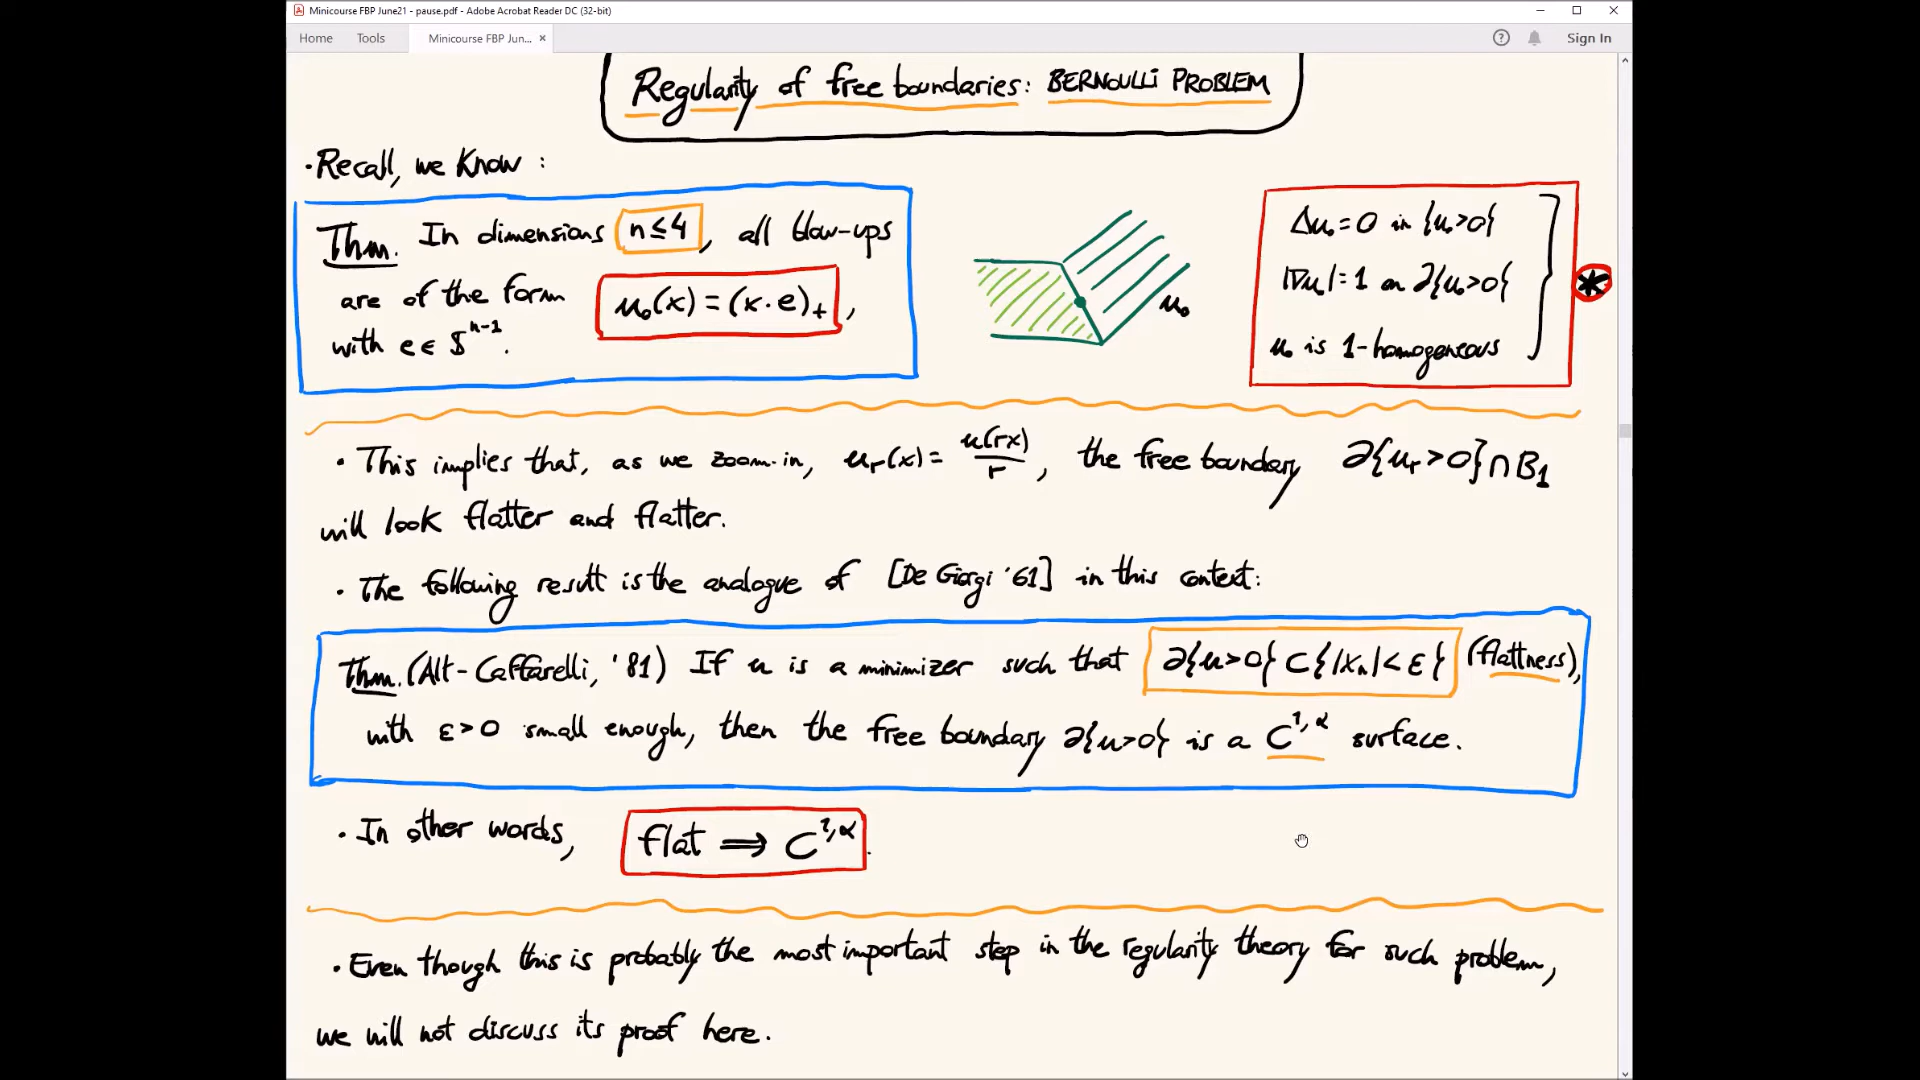 Minicourse FBP June21 - pause.pdf - Adobe Acrobat Reader DC (32-bit)
Home Tools Minicourse FBP Jun... × Sign In
Regularity of free boundaries: BERNOULLI PROBLEM
· Recall, we know :
Thm. In dimensions n≤4, all blow-ups
are of the form u₀(x) = (x·e)₊ ,
with e ∈ 𝕊ⁿ⁻¹.
u₀
Δu₀ = 0 in {u₀>0}
|∇u₀| = 1 on ∂{u₀>0}
u₀ is 1-homogeneous
*
· This implies that, as we zoom-in, uᵣ(x) = u(rx)/r , the free boundary ∂{uᵣ>0}∩B₁
will look flatter and flatter.
· The following result is the analogue of [De Giorgi '61] in this context:
Thm. (Alt-Caffarelli, '81) If u is a minimizer such that ∂{u>0} ⊂ {|xₙ|<ε} (flatness),
with ε>0 small enough, then the free boundary ∂{u>0} is a C^{1,α} surface.
· In other words, flat ⟹ C^{1,α}.
· Even though this is probably the most important step in the regularity theory for such problem,
we will not discuss its proof here.